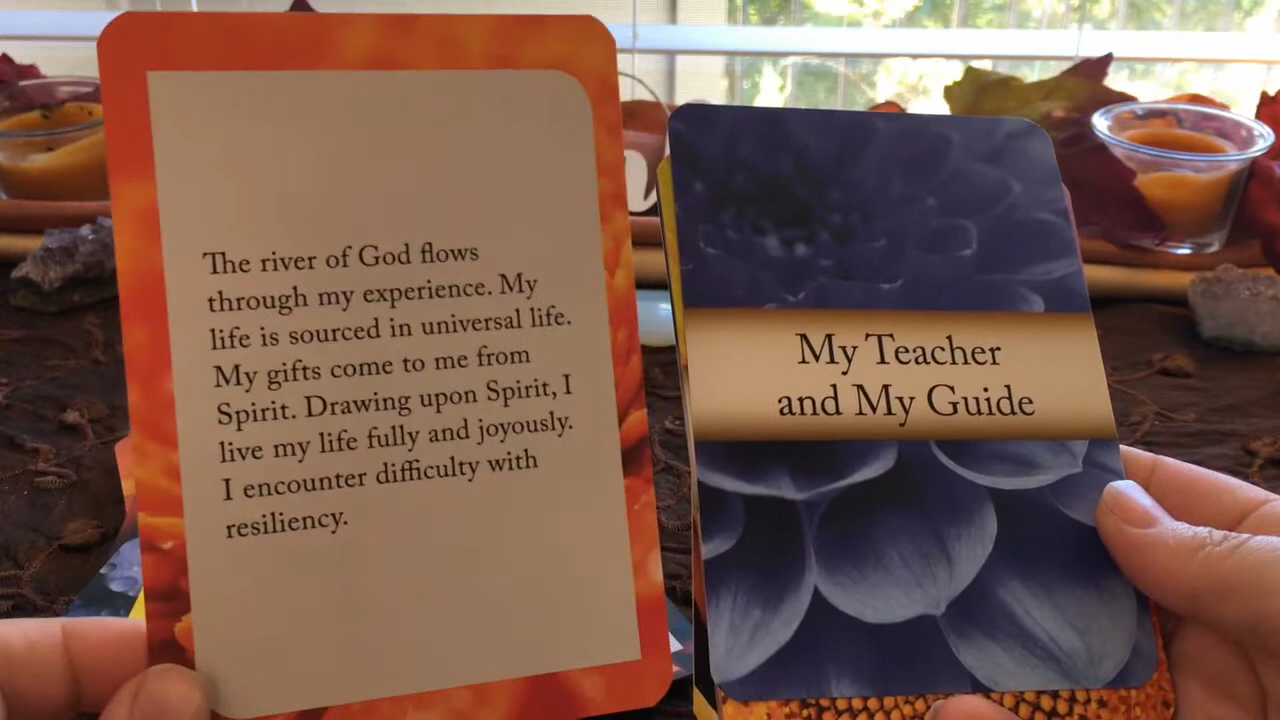 The river of God flows
through my experience. My
life is sourced in universal life.
My gifts come to me from
Spirit. Drawing upon Spirit, I
live my life fully and joyously.
I encounter difficulty with
resiliency.
My Teacher
and My Guide